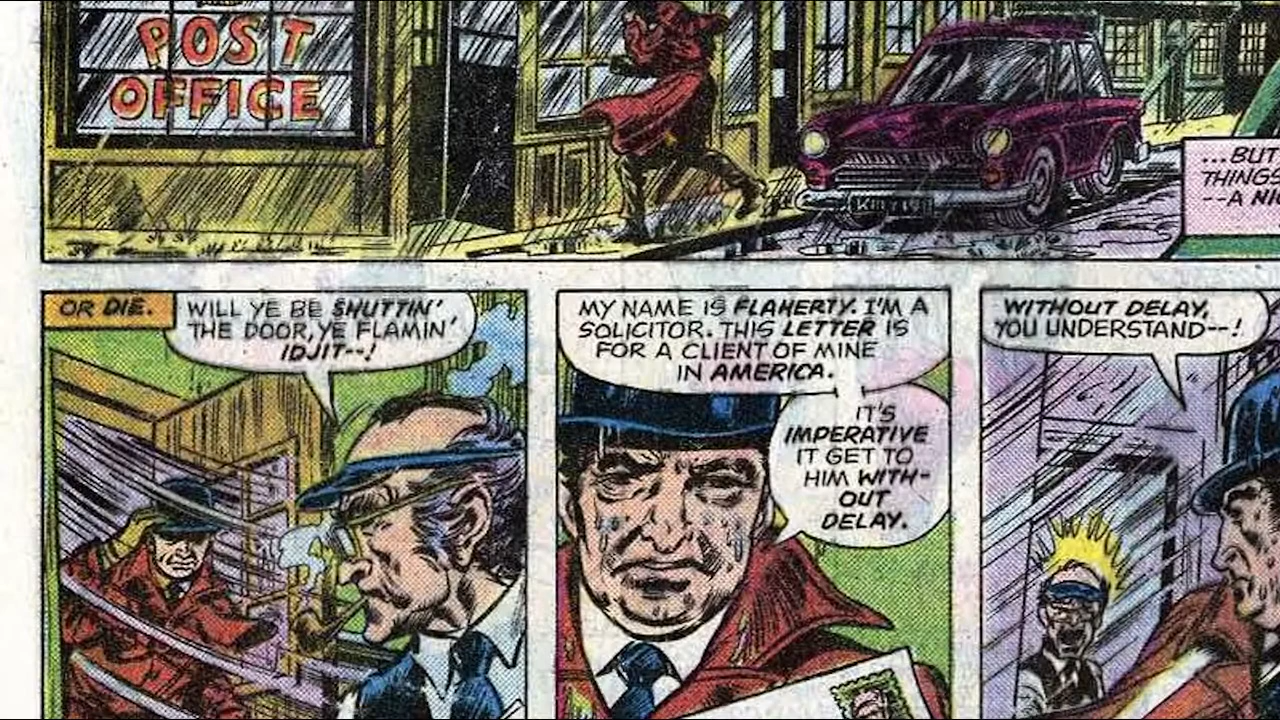 POST
OFFICE
...BUT
THINGS
--A
OR DIE.
WILL YE BE SHUTTIN'
THE DOOR, YE FLAMIN'
IDJIT--!
MY NAME IS FLAHERTY. I'M A
SOLICITOR. THIS LETTER IS
FOR A CLIENT OF MINE
IN AMERICA.
IT'S
IMPERATIVE
IT GET TO
HIM WITH-
OUT
DELAY.
WITHOUT DELAY,
YOU UNDERSTAND--!